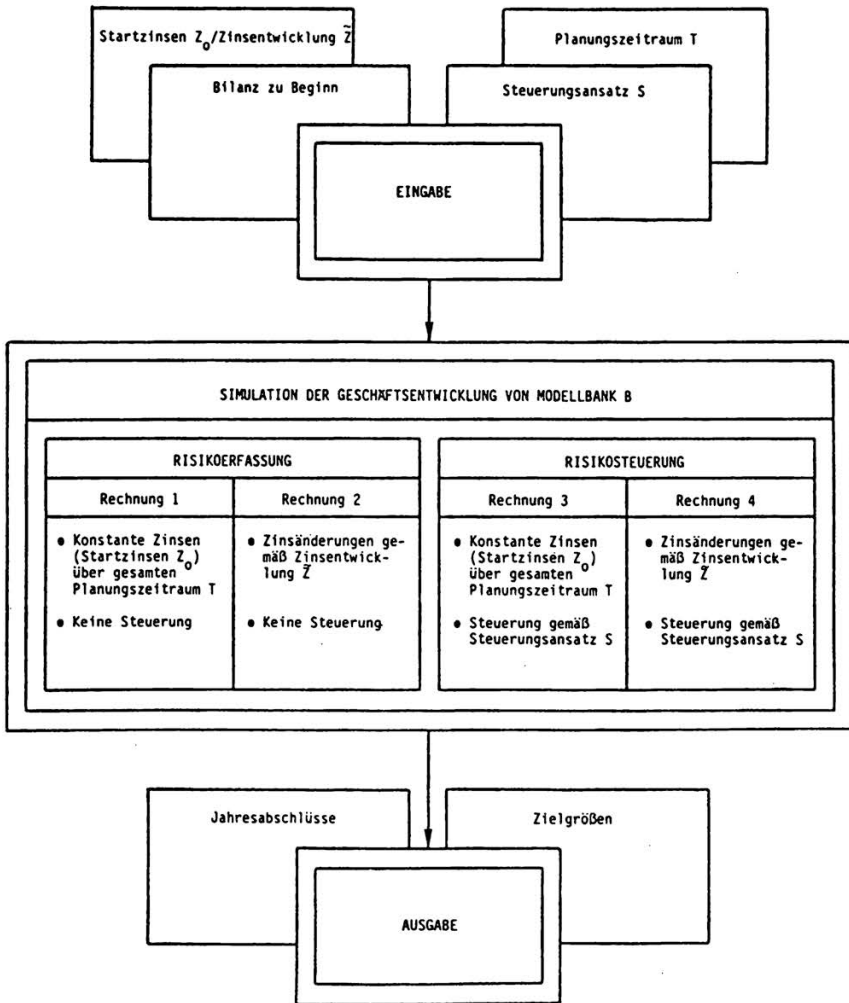 Startzinsen Z₀/Zinsentwicklung Z̃
Planungszeitraum T
Bilanz zu Beginn
Steuerungsansatz S
EINGABE
SIMULATION DER GESCHÄFTSENTWICKLUNG VON MODELLBANK B
RISIKOERFASSUNG
Rechnung 1
• Konstante Zinsen
(Startzinsen Z₀)
über gesamten
Planungszeitraum T
• Keine Steuerung
Rechnung 2
• Zinsänderungen ge-
mäß Zinsentwick-
lung Z̃
• Keine Steuerung
RISIKOSTEUERUNG
Rechnung 3
• Konstante Zinsen
(Startzinsen Z₀)
über gesamten
Planungszeitraum T
• Steuerung gemäß
Steuerungsansatz S
Rechnung 4
• Zinsänderungen ge-
mäß Zinsentwick-
lung Z̃
• Steuerung gemäß
Steuerungsansatz S
Jahresabschlüsse
Zielgrößen
AUSGABE